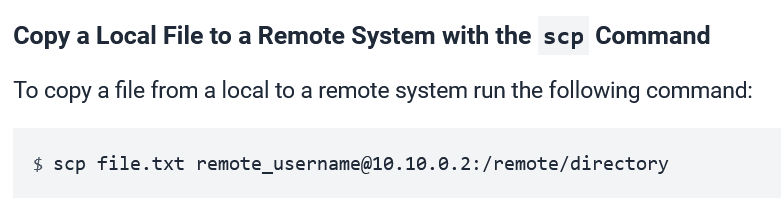 Copy a Local File to a Remote System with the scp Command
To copy a file from a local to a remote system run the following command:
$ scp file.txt remote_username@10.10.0.2:/remote/directory